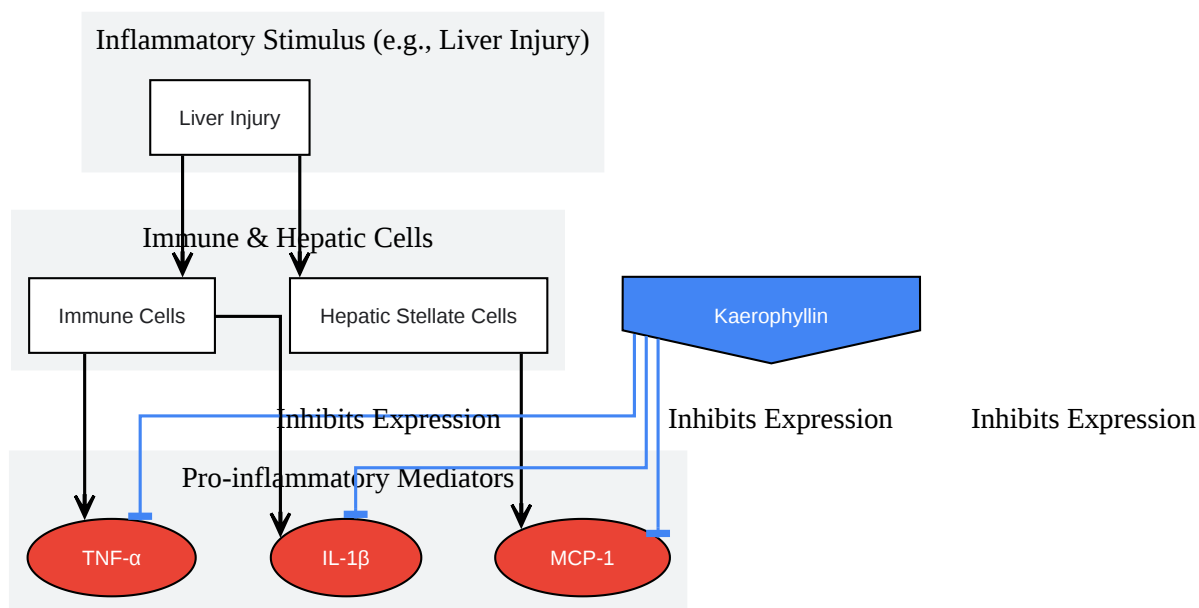 Inflammatory Stimulus (e.g., Liver Injury)
Liver Injury
Immune & Hepatic Cells
Immune Cells
Hepatic Stellate Cells
Kaerophyllin
Inhibits Expression
Inhibits Expression
Inhibits Expression
Pro-inflammatory Mediators
TNF-α
IL-1β
MCP-1